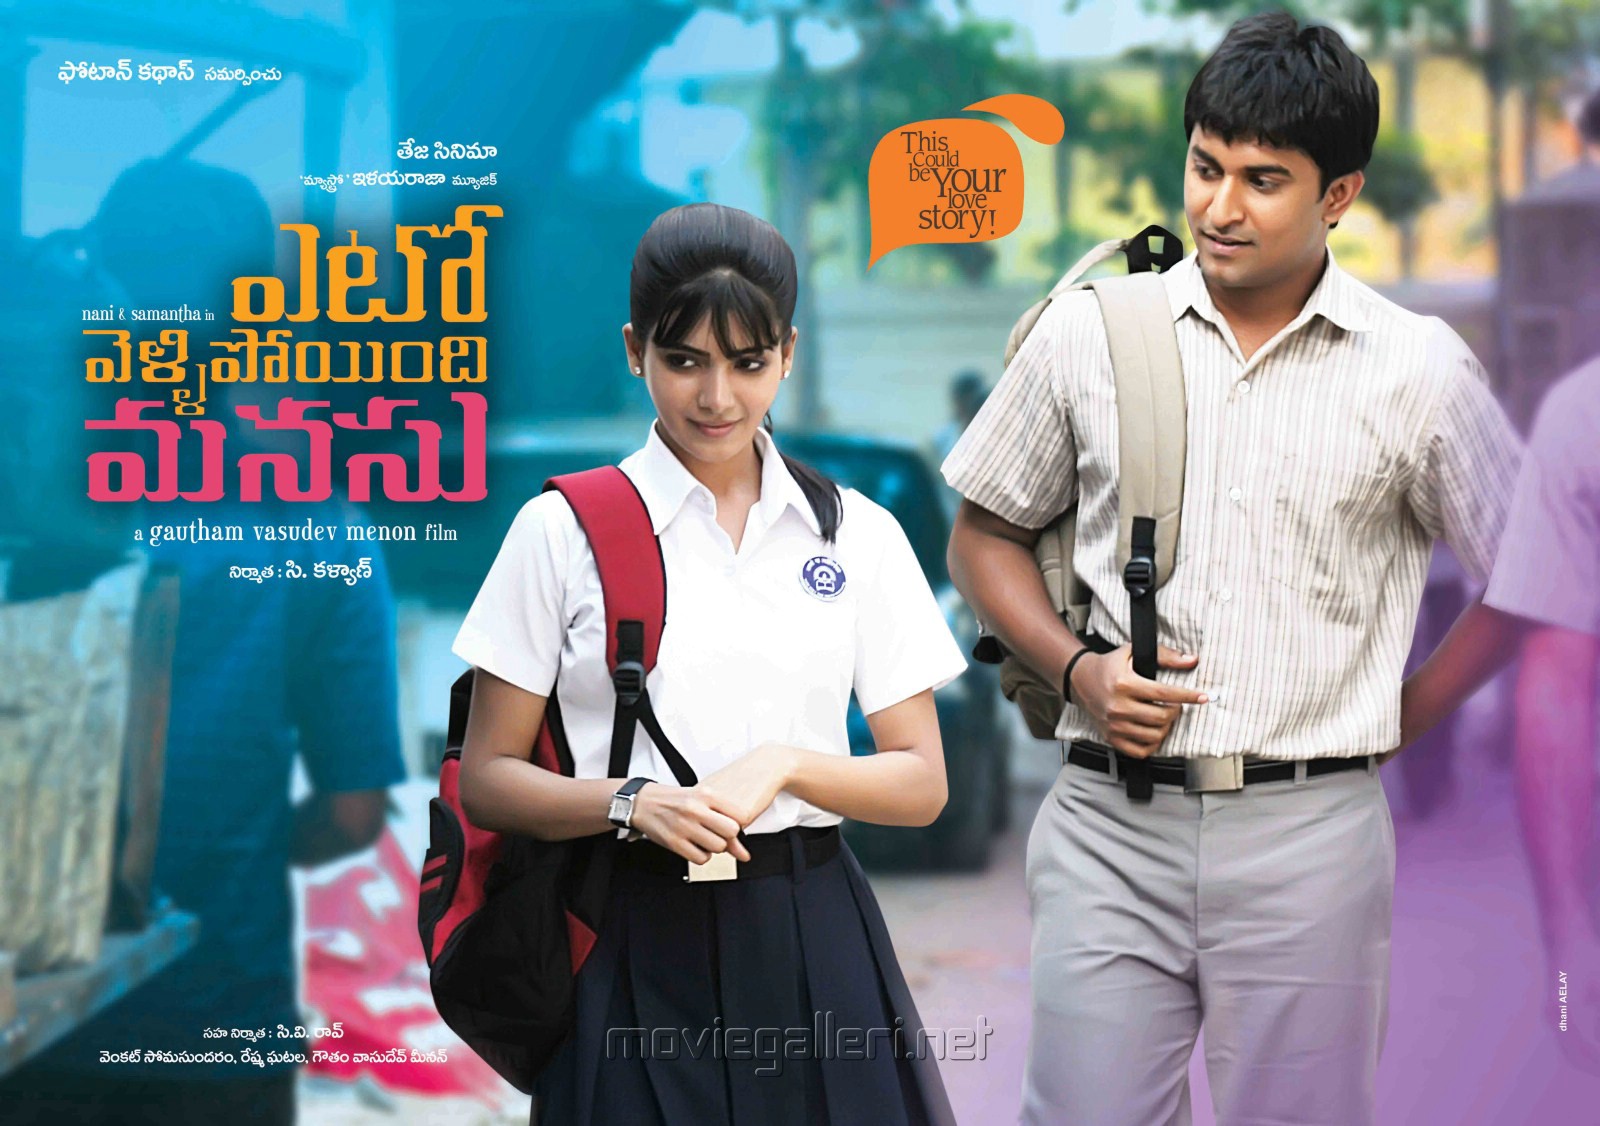 ఫోటాన్ కథాస్ సమర్పించు
తేజ సినిమా
'మ్యాస్ట్రో' ఇళయరాజా మ్యూజిక్
nani & samantha in
ఎటో
వెళ్ళిపోయింది
మనసు
a gautham vasudev menon film
నిర్మాత : సి. కళ్యాణ్
This
could
be Your
love
story!
సహ నిర్మాత : సి.వి. రావ్
వెంకట్ సోమసుందరం, రేష్మ ఘటల, గౌతం వాసుదేవ్ మీనన్
moviegalleri.net
dhani AELAY